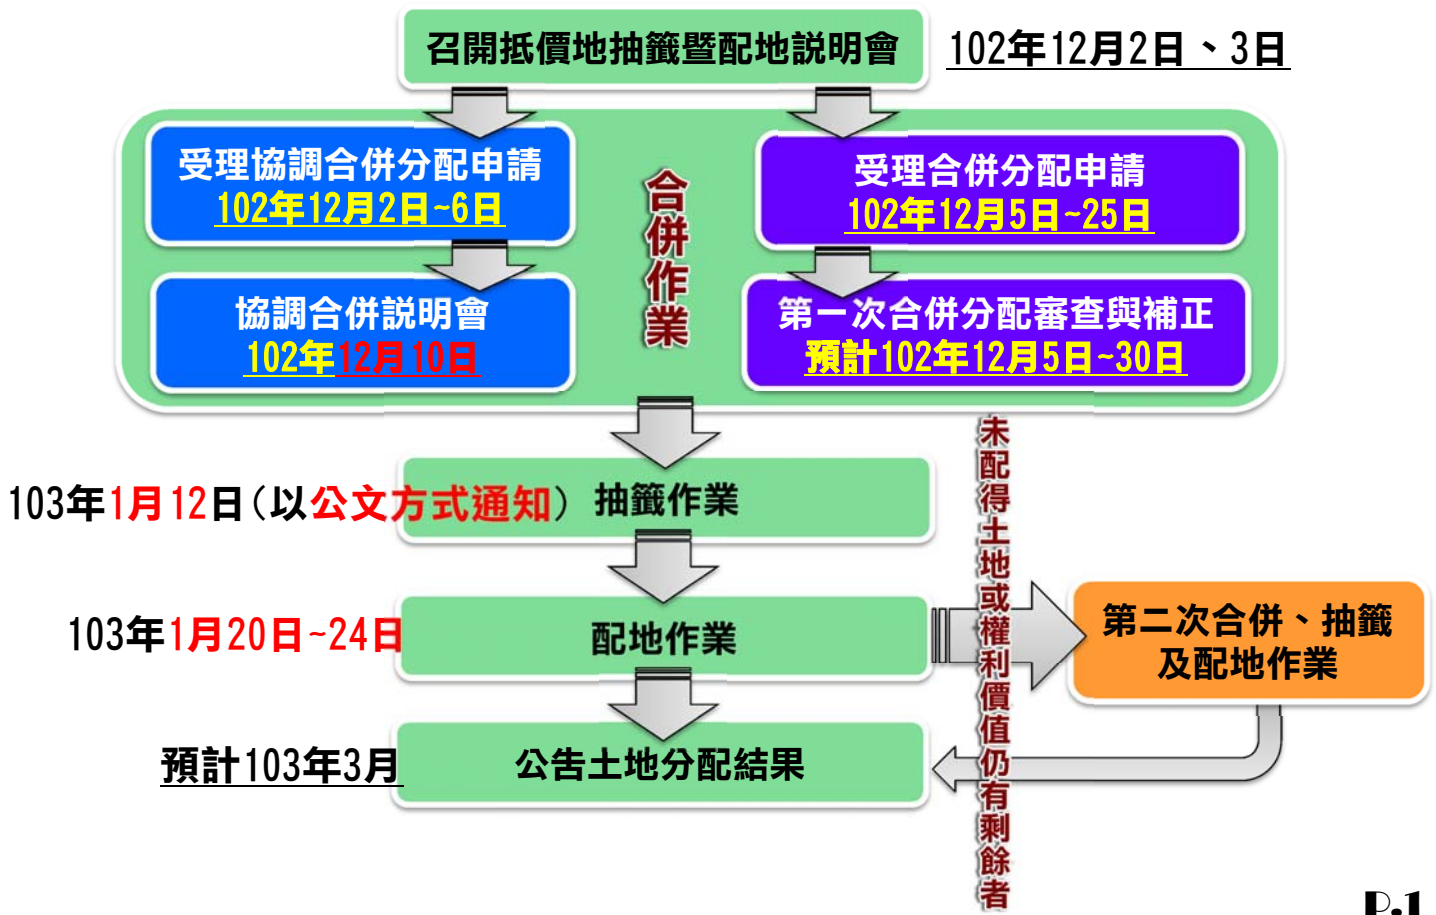 召開抵價地抽籤暨配地説明會
102年12月2日、3日
受理協調合併分配申請
102年12月2日~6日
協調合併説明會
102年12月10日
合併作業
受理合併分配申請
102年12月5日~25日
第一次合併分配審查與補正
預計102年12月5日~30日
103年1月12日(以公文方式通知)
抽籤作業
103年1月20日~24日
配地作業
未配得土地或權利價值仍有剩餘者
第二次合併、抽籤
及配地作業
預計103年3月
公告土地分配結果
P.1